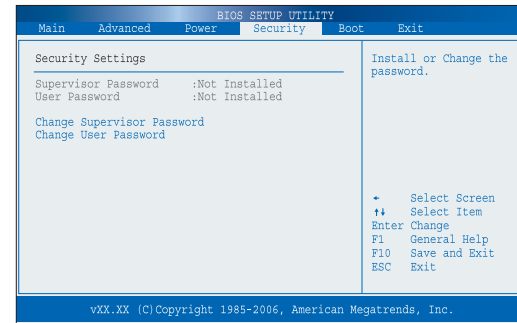 BIOS SETUP UTILITY
Main Advanced Power Security Boot Exit
Security Settings
Supervisor Password :Not Installed
User Password :Not Installed
Change Supervisor Password
Change User Password
Install or Change the
password.
← Select Screen
↑↓ Select Item
Enter Change
F1 General Help
F10 Save and Exit
ESC Exit
vXX.XX (C)Copyright 1985-2006, American Megatrends, Inc.